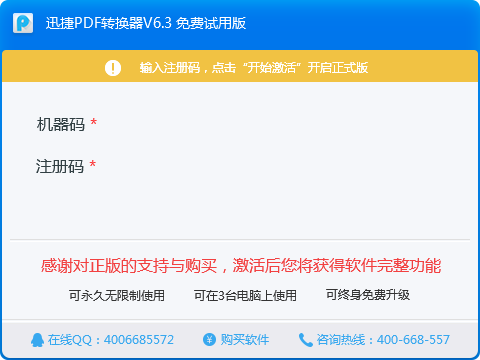 迅捷PDF转换器V6.3 免费试用版
输入注册码，点击“开始激活”开启正式版
机器码 *
注册码 *
感谢对正版的支持与购买，激活后您将获得软件完整功能
可永久无限制使用 可在3台电脑上使用 可终身免费升级
在线QQ：4006685572 购买软件 咨询热线：400-668-557